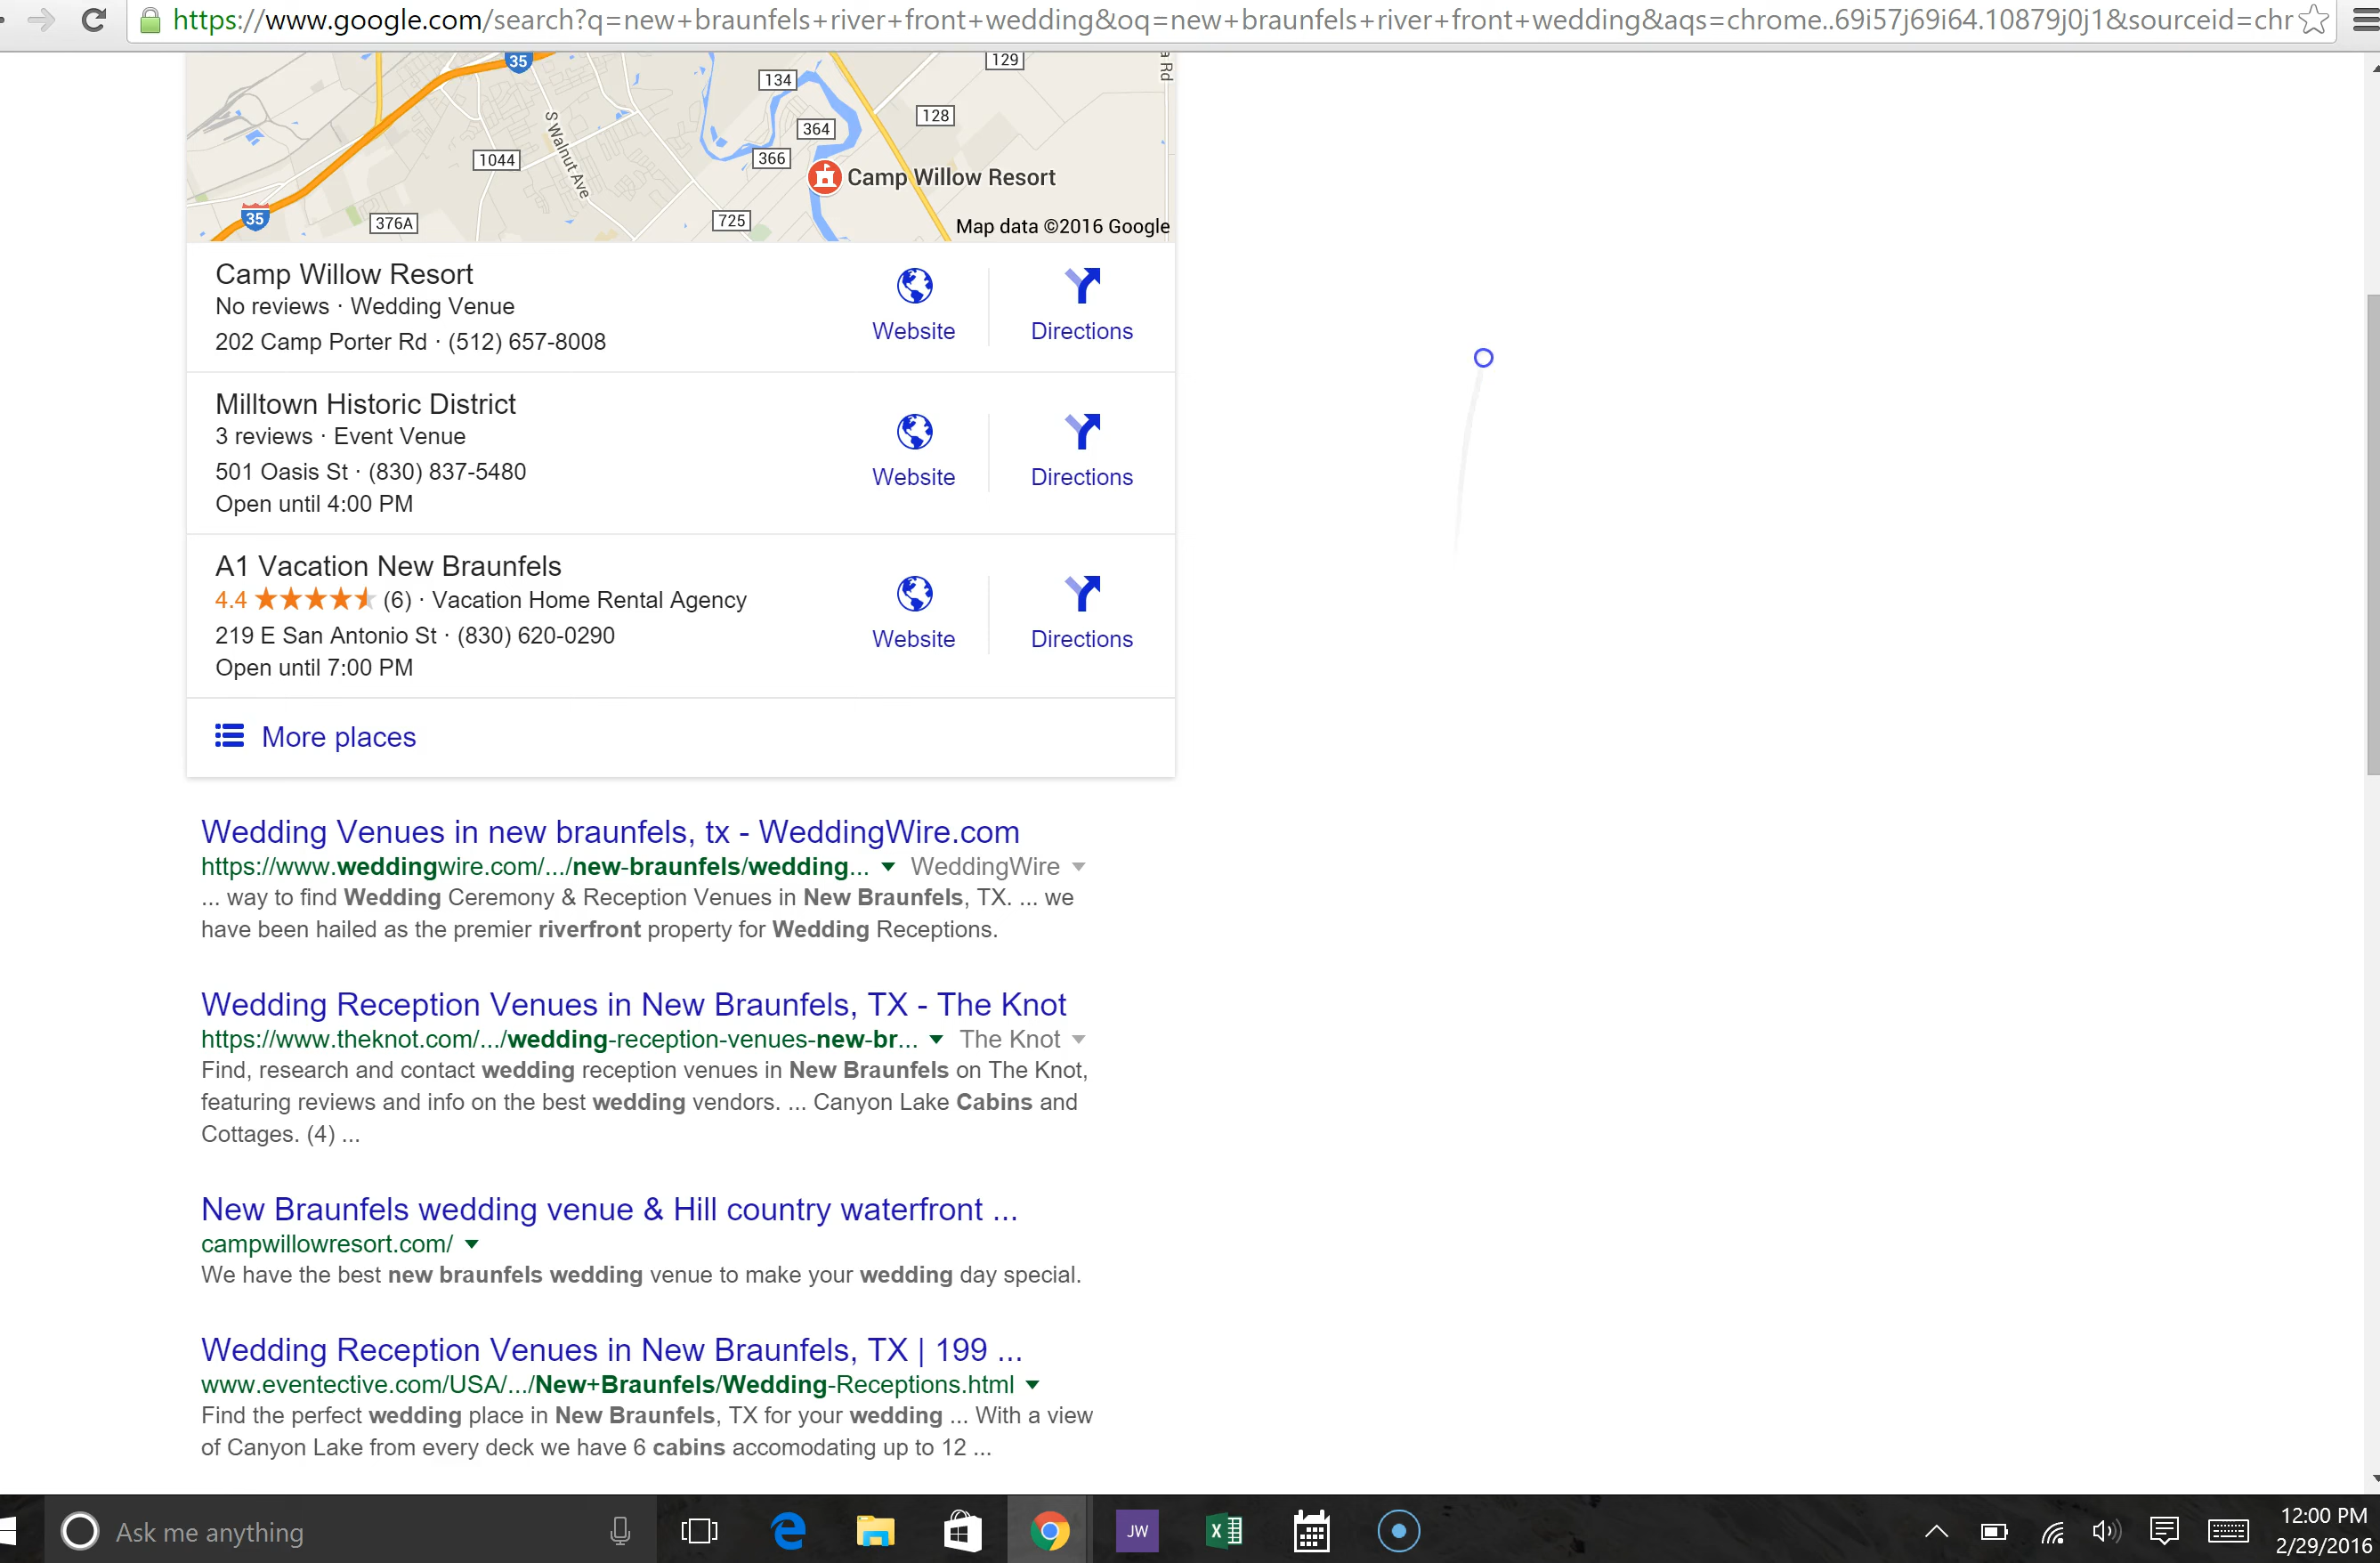 https://www.google.com/search?q=new+braunfels+river+front+wedding&oq=new+braunfels+river+front+wedding&aqs=chrome..69i57j69i64.10879j0j1&sourceid=chr
35
134
129
a Rd
128
364
366
1044
S Walnut Ave
Camp Willow Resort
35
376A
725
Map data ©2016 Google
Camp Willow Resort
No reviews · Wedding Venue
202 Camp Porter Rd · (512) 657-8008
Website
Directions
Milltown Historic District
3 reviews · Event Venue
501 Oasis St · (830) 837-5480
Open until 4:00 PM
Website
Directions
A1 Vacation New Braunfels
4.4 (6) · Vacation Home Rental Agency
219 E San Antonio St · (830) 620-0290
Open until 7:00 PM
Website
Directions
More places
Wedding Venues in new braunfels, tx - WeddingWire.com
https://www.weddingwire.com/.../new-braunfels/wedding... WeddingWire
... way to find Wedding Ceremony & Reception Venues in New Braunfels, TX. ... we
have been hailed as the premier riverfront property for Wedding Receptions.
Wedding Reception Venues in New Braunfels, TX - The Knot
https://www.theknot.com/.../wedding-reception-venues-new-br... The Knot
Find, research and contact wedding reception venues in New Braunfels on The Knot,
featuring reviews and info on the best wedding vendors. ... Canyon Lake Cabins and
Cottages. (4) ...
New Braunfels wedding venue & Hill country waterfront ...
campwillowresort.com/
We have the best new braunfels wedding venue to make your wedding day special.
Wedding Reception Venues in New Braunfels, TX | 199 ...
www.eventective.com/USA/.../New+Braunfels/Wedding-Receptions.html
Find the perfect wedding place in New Braunfels, TX for your wedding ... With a view
of Canyon Lake from every deck we have 6 cabins accomodating up to 12 ...
Ask me anything
JW
12:00 PM
2/29/2016